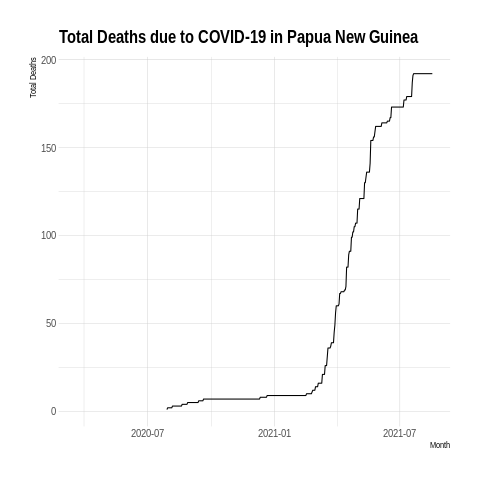 Total Deaths due to COVID-19 in Papua New Guinea
Total Deaths
200
150
100
50
0
2020-07
2021-01
2021-07
Month